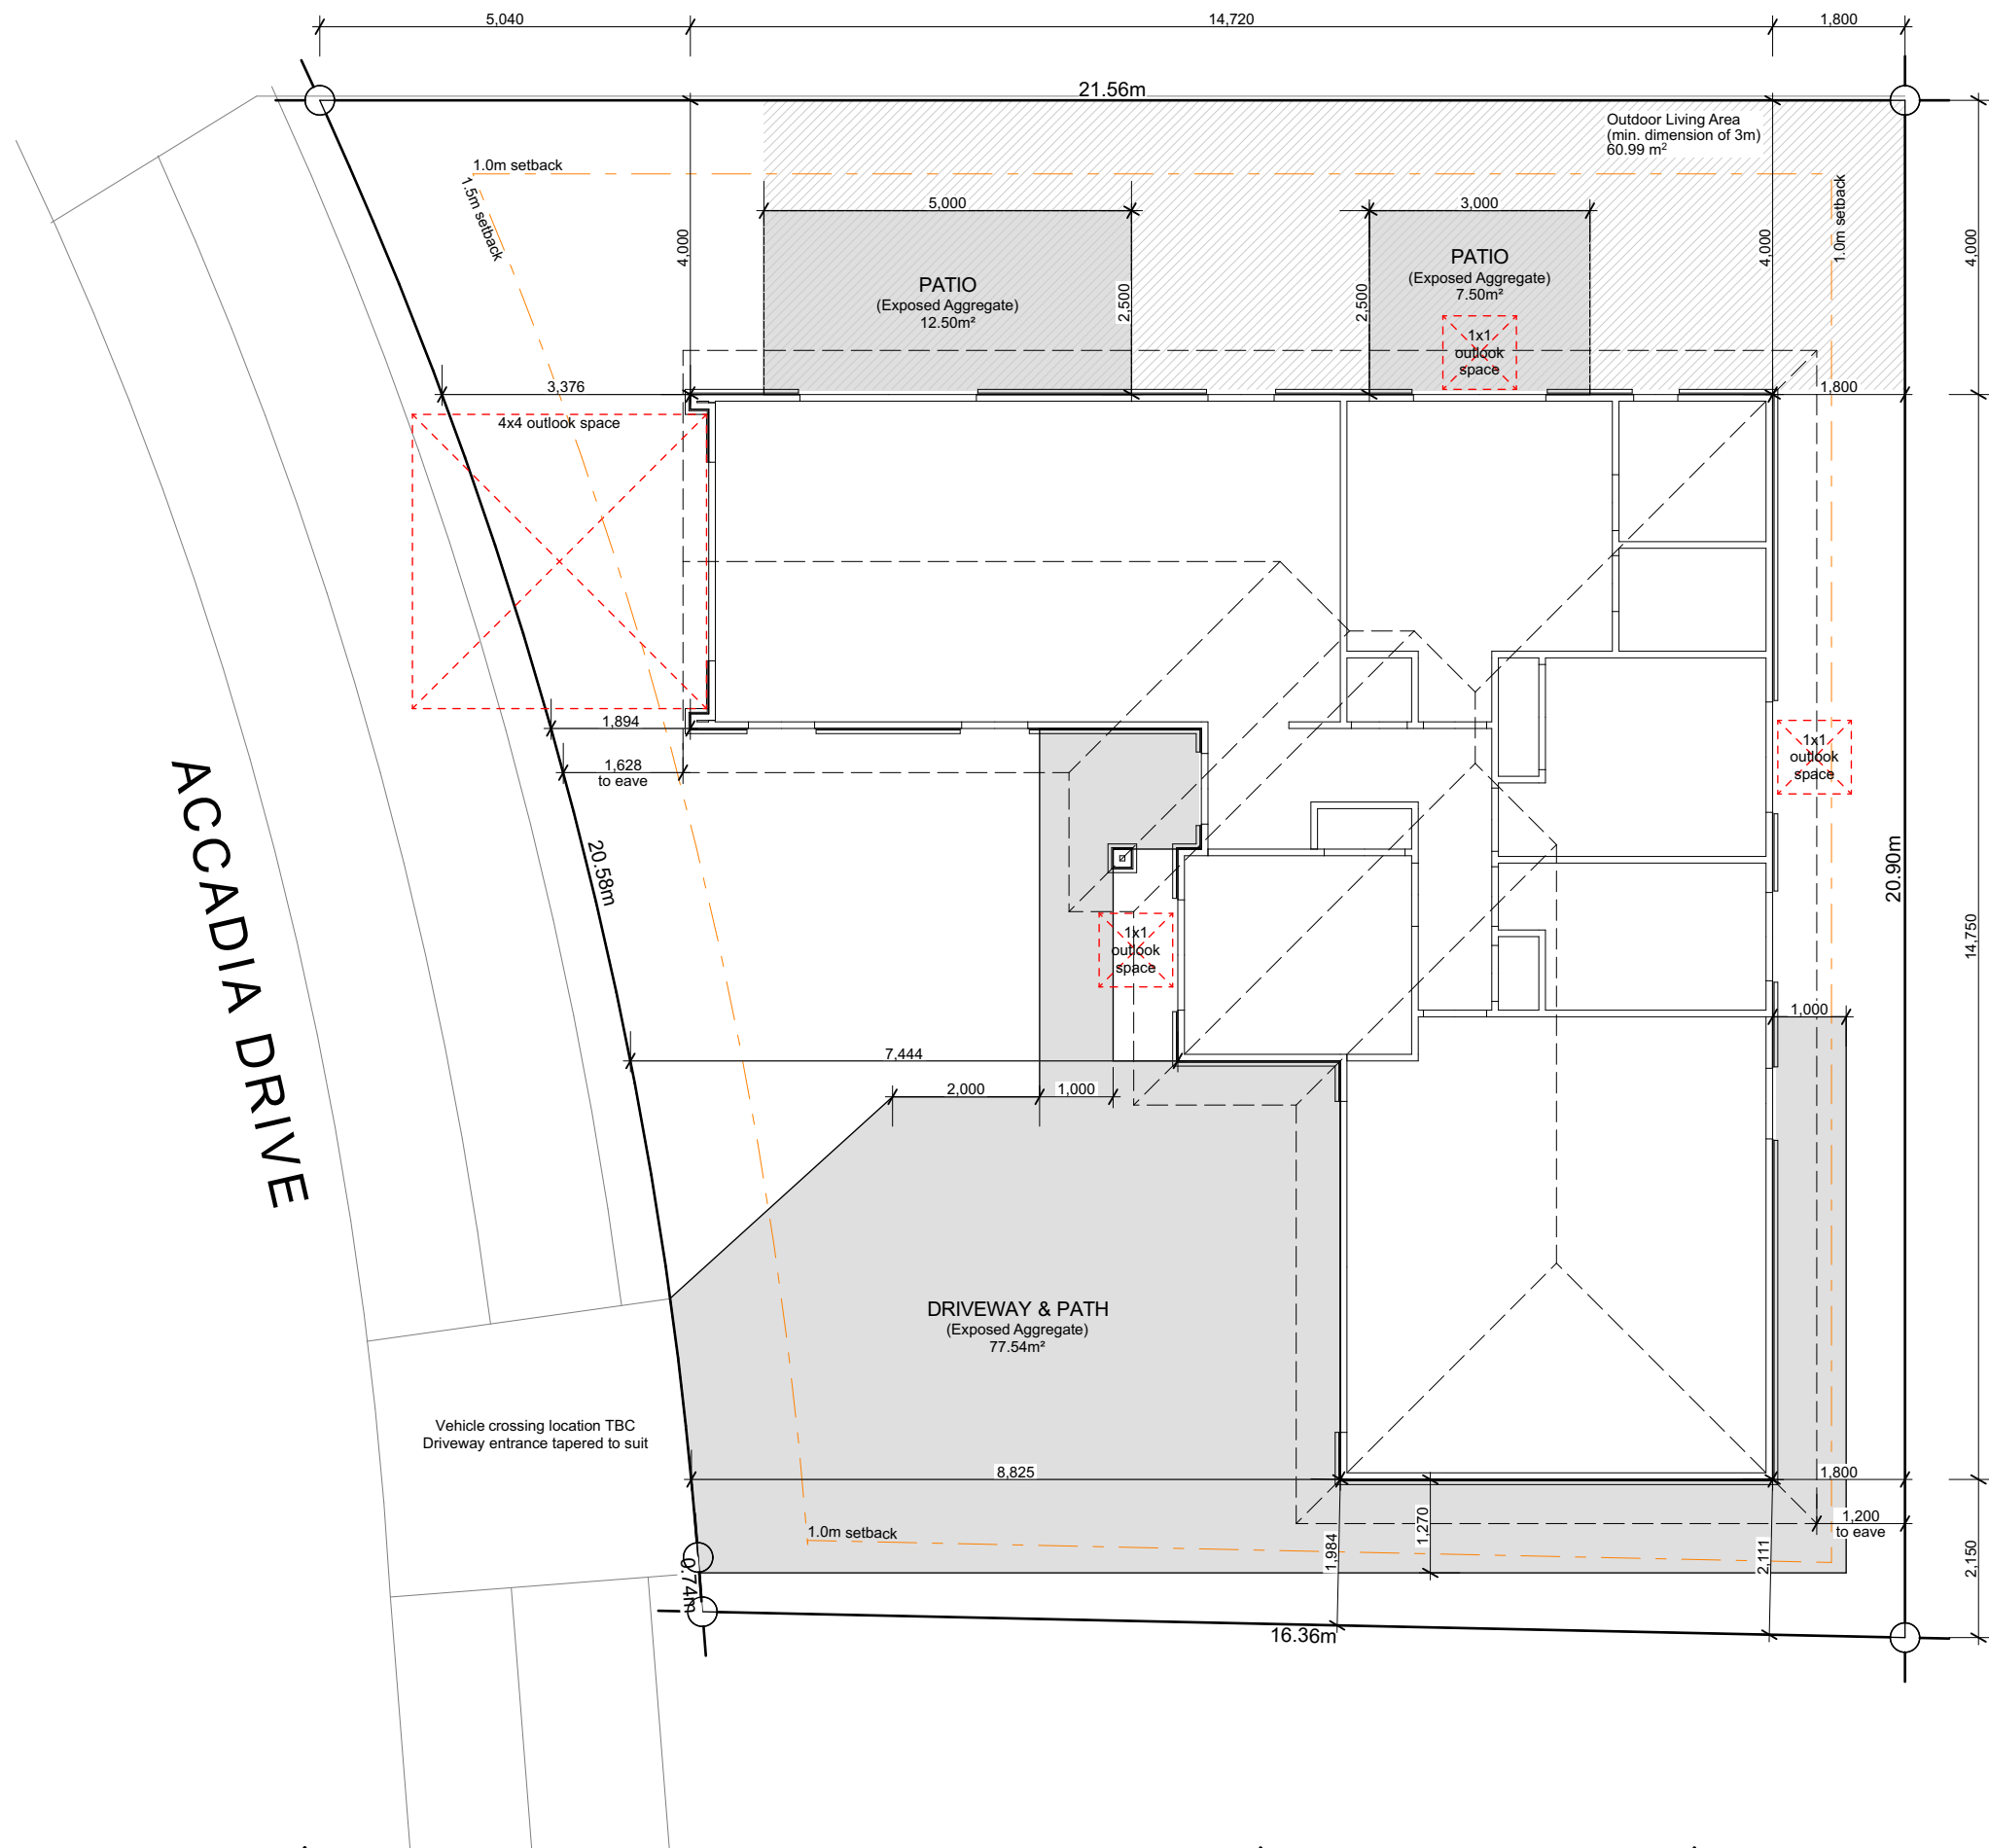 5,040
14,720
1,800
21.56m
Outdoor Living Area
(min. dimension of 3m)
60.99 m²
1.0m setback
1.5m setback
1.0m setback
5,000
3,000
4,000
4,000
4,000
PATIO
(Exposed Aggregate)
12.50m²
2,500
PATIO
(Exposed Aggregate)
7.50m²
2,500
1x1
outlook
space
3,376
1,800
4x4 outlook space
1,894
1,628
to eave
1x1
outlook
space
ACCADIA DRIVE
20.58m
20.90m
14,750
1x1
outlook
space
1,000
7,444
2,000
1,000
DRIVEWAY & PATH
(Exposed Aggregate)
77.54m²
Vehicle crossing location TBC
Driveway entrance tapered to suit
8,825
1,800
1,270
1,200
to eave
1.0m setback
1,984
2,111
2,150
0.74m
16.36m